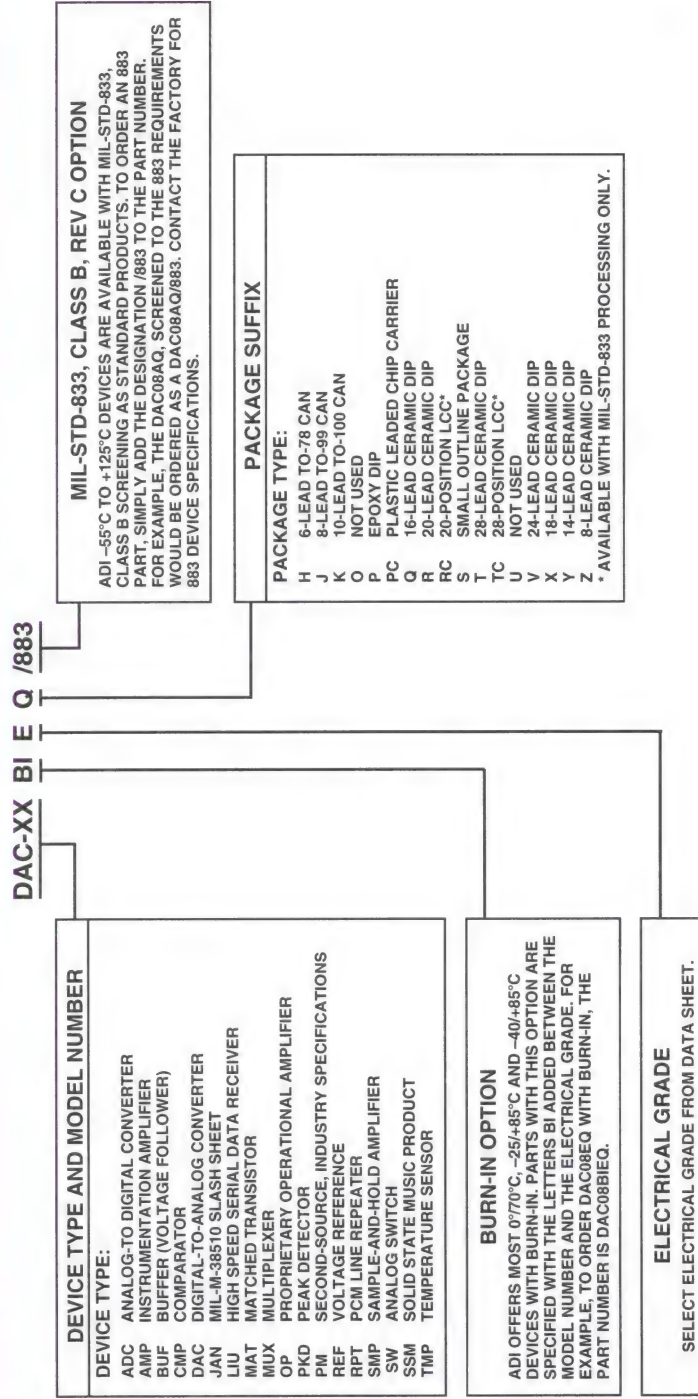 DAC-XX BI E Q /883
DEVICE TYPE AND MODEL NUMBER
DEVICE TYPE:
ADC ANALOG-TO DIGITAL CONVERTER
AMP INSTRUMENTATION AMPLIFIER
BUF BUFFER (VOLTAGE FOLLOWER)
CMP COMPARATOR
DAC DIGITAL-TO-ANALOG CONVERTER
JAN MIL-M-38510 SLASH SHEET
LIU HIGH SPEED SERIAL DATA RECEIVER
MAT MATCHED TRANSISTOR
MUX MULTIPLEXER
OP PROPRIETARY OPERATIONAL AMPLIFIER
PKD PEAK DETECTOR
PM SECOND-SOURCE, INDUSTRY SPECIFICATIONS
REF VOLTAGE REFERENCE
RPT PCM LINE REPEATER
SMP SAMPLE-AND-HOLD AMPLIFIER
SW ANALOG SWITCH
SSM SOLID STATE MUSIC PRODUCT
TMP TEMPERATURE SENSOR
BURN-IN OPTION
ADI OFFERS MOST 0°/70°C, –25/+85°C AND –40/+85°C
DEVICES WITH BURN-IN. PARTS WITH THIS OPTION ARE
SPECIFIED WITH THE LETTERS BI ADDED BETWEEN THE
MODEL NUMBER AND THE ELECTRICAL GRADE. FOR
EXAMPLE, TO ORDER DAC08EQ WITH BURN-IN, THE
PART NUMBER IS DAC08BIEQ.
ELECTRICAL GRADE
SELECT ELECTRICAL GRADE FROM DATA SHEET.
MIL-STD-833, CLASS B, REV C OPTION
ADI –55°C TO +125°C DEVICES ARE AVAILABLE WITH MIL-STD-833,
CLASS B SCREENING AS STANDARD PRODUCTS. TO ORDER AN 883
PART, SIMPLY ADD THE DESIGNATION /883 TO THE PART NUMBER.
FOR EXAMPLE, THE DAC08AQ, SCREENED TO THE 883 REQUIREMENTS
WOULD BE ORDERED AS A DAC08AQ/883. CONTACT THE FACTORY FOR
883 DEVICE SPECIFICATIONS.
PACKAGE SUFFIX
PACKAGE TYPE:
H 6-LEAD TO-78 CAN
J 8-LEAD TO-99 CAN
K 10-LEAD TO-100 CAN
O NOT USED
P EPOXY DIP
PC PLASTIC LEADED CHIP CARRIER
Q 16-LEAD CERAMIC DIP
R 20-LEAD CERAMIC DIP
RC 20-POSITION LCC*
S SMALL OUTLINE PACKAGE
T 28-LEAD CERAMIC DIP
TC 28-POSITION LCC*
U NOT USED
V 24-LEAD CERAMIC DIP
X 18-LEAD CERAMIC DIP
Y 14-LEAD CERAMIC DIP
Z 8-LEAD CERAMIC DIP
* AVAILABLE WITH MIL-STD-833 PROCESSING ONLY.